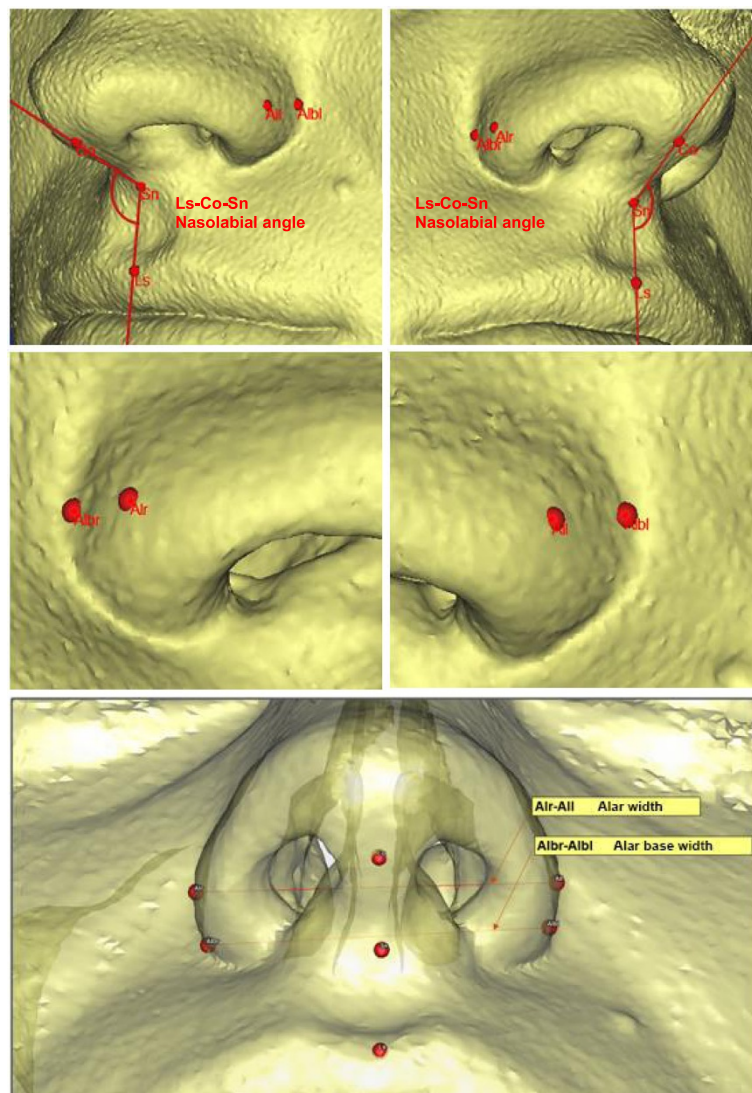 All
Albl
Co
Sn
Ls-Co-Sn
Nasolabial angle
Ls
Albr
Alr
Co
Sn
Ls-Co-Sn
Nasolabial angle
Ls
Albr
Alr
All
Albl
Alr-All Alar width
Albr-Albl Alar base width